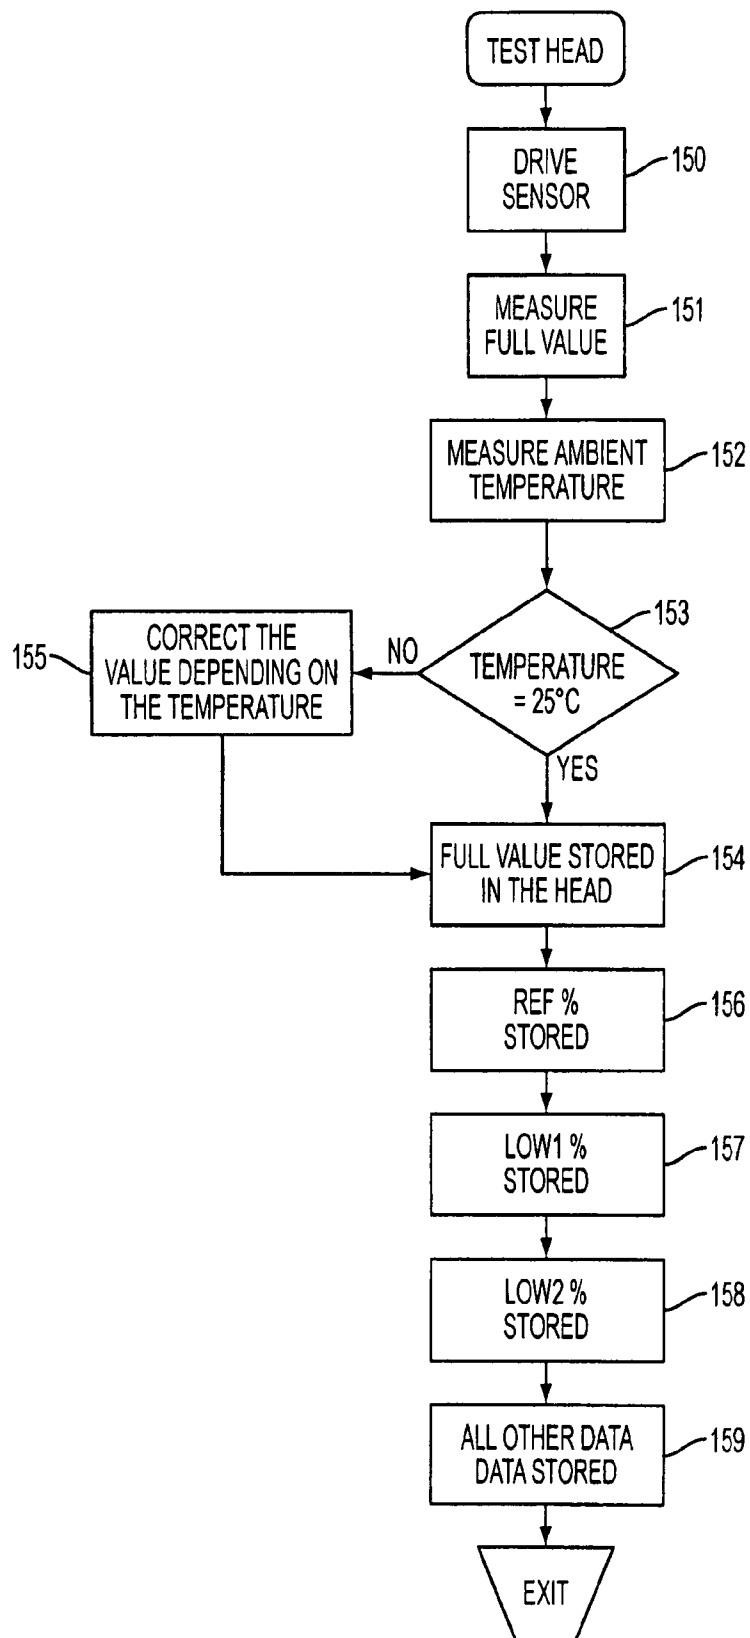 TEST HEAD
DRIVE
SENSOR
150
MEASURE
FULL VALUE
151
MEASURE AMBIENT
TEMPERATURE
152
153
TEMPERATURE
= 25°C
NO
CORRECT THE
VALUE DEPENDING ON
THE TEMPERATURE
155
YES
FULL VALUE STORED
IN THE HEAD
154
REF %
STORED
156
LOW1 %
STORED
157
LOW2 %
STORED
158
ALL OTHER DATA
DATA STORED
159
EXIT